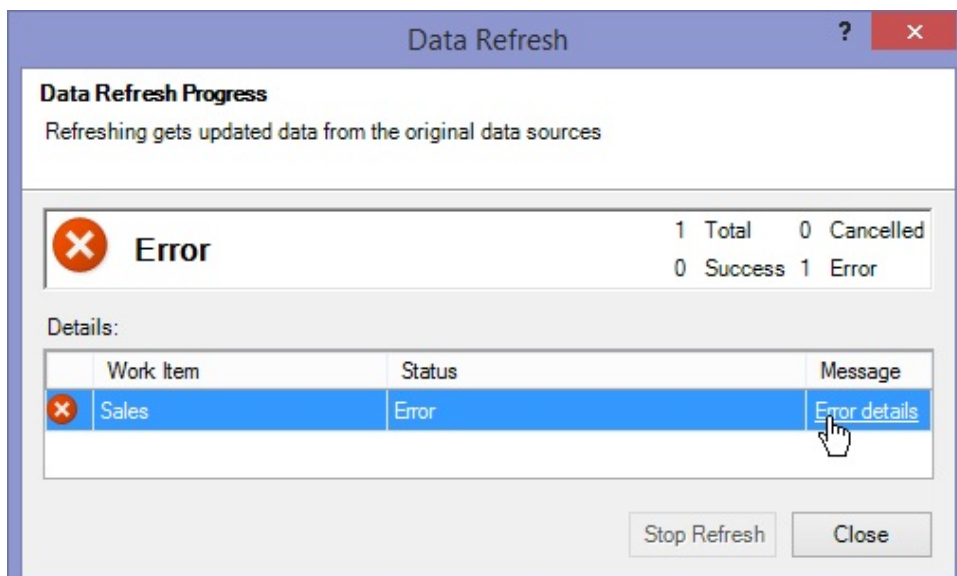 Data Refresh ? ×
Data Refresh Progress
Refreshing gets updated data from the original data sources
Error
1 Total 0 Cancelled
0 Success 1 Error
Details:
Work Item Status Message
Sales Error Error details
Stop Refresh Close